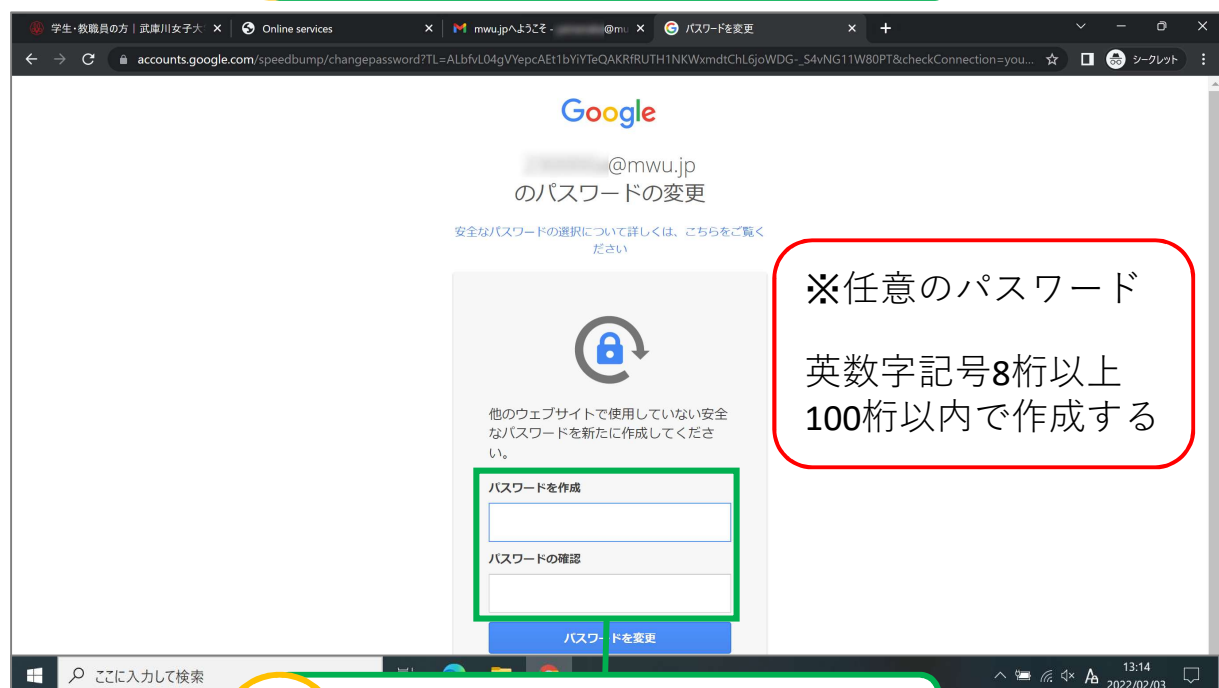 学生・教職員の方 | 武庫川女子大
Online services
mwu.jpへようこそ - @mu
パスワードを変更
accounts.google.com/speedbump/changepassword?TL=ALbfvL04gVYepcAEt1bYiYTeQAKRfRUTH1NKWxmdtChL6joWDG-_S4vNG11W80PT&checkConnection=you...
シークレット
Google
@mwu.jp
のパスワードの変更
安全なパスワードの選択について詳しくは、こちらをご覧く
ださい
※任意のパスワード
英数字記号8桁以上
100桁以内で作成する
他のウェブサイトで使用していない安全
なパスワードを新たに作成してくださ
い。
パスワードを作成
パスワードの確認
パスワードを変更
ここに入力して検索
A
13:14
2022/02/03